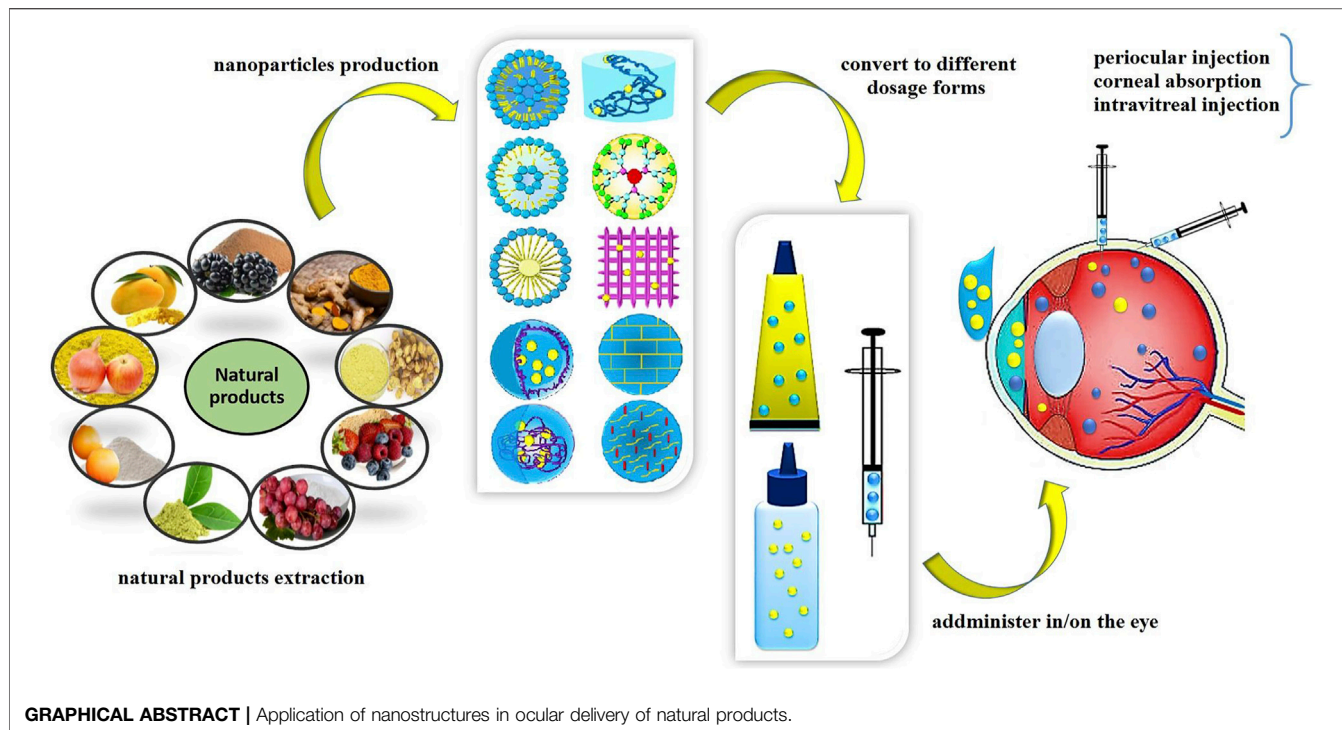 nanoparticles production
convert to different
dosage forms
periocular injection
corneal absorption
intravitreal injection
Natural
products
natural products extraction
addminister in/on the eye
GRAPHICAL ABSTRACT | Application of nanostructures in ocular delivery of natural products.